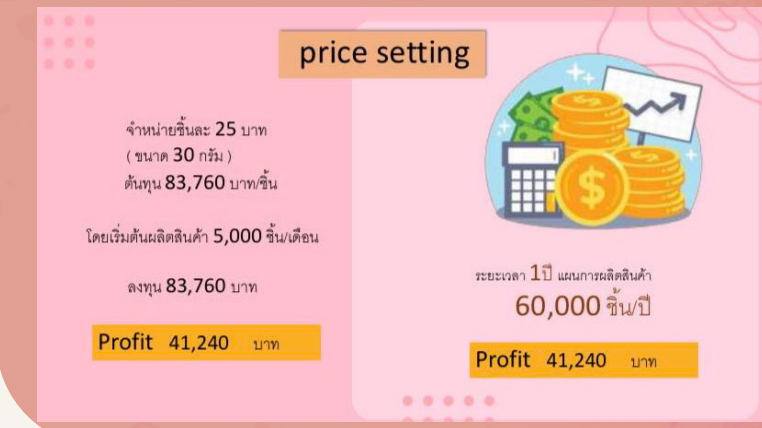 price setting
จำหน่ายชิ้นละ 25 บาท
( ขนาด 30 กรัม )
ต้นทุน 83,760 บาท/ชิ้น
โดยเริ่มต้นผลิตสินค้า 5,000 ชิ้น/เดือน
ลงทุน 83,760 บาท
Profit 41,240 บาท
ระยะเวลา 1ปี แผนการผลิตสินค้า
60,000 ชิ้น/ปี
Profit 41,240 บาท